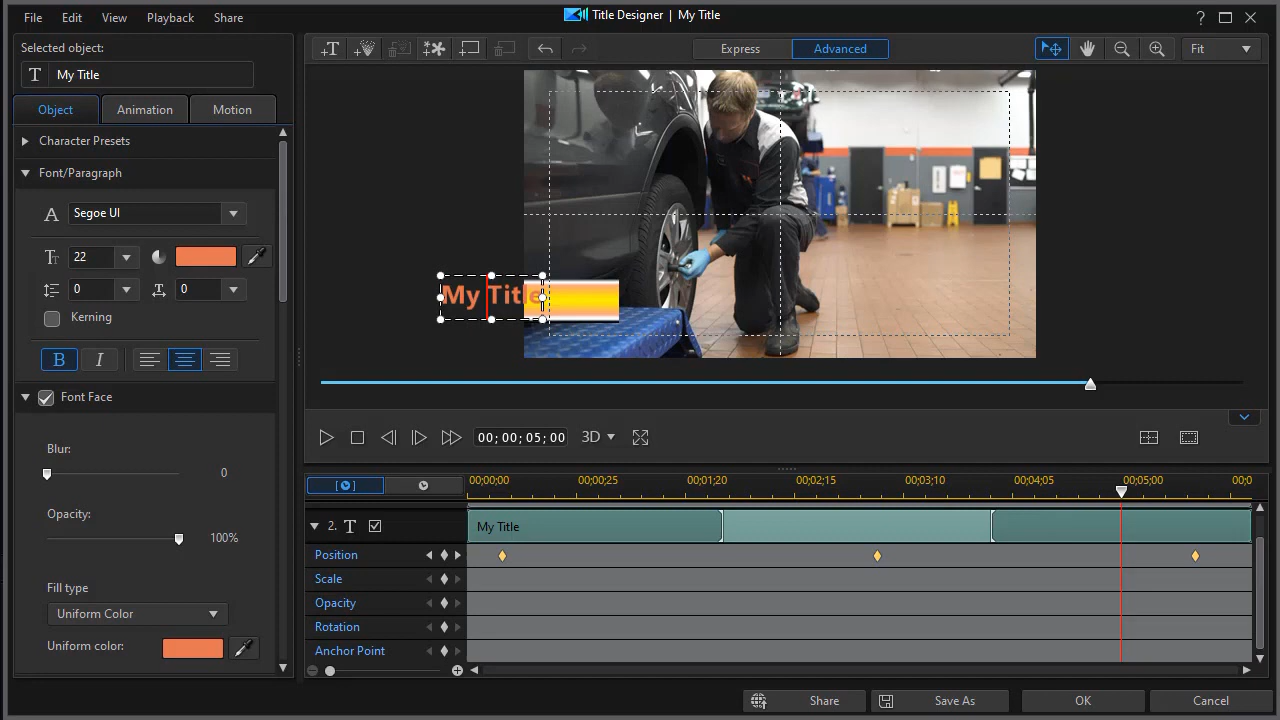 File Edit View Playback Share
Title Designer | My Title
?
Selected object:
T My Title
+T
Express Advanced
Fit
Object Animation Motion
Character Presets
Font/Paragraph
A Segoe UI
22
0 0
Kerning
B I
Font Face
Blur:
0
Opacity:
100%
Fill type
Uniform Color
Uniform color:
My Title
00; 00; 05; 00
3D
00;00;00 00;00;25 00;01;20 00;02;15 00;03;10 00;04;05 00;05;00 00;0
2. T My Title
Position
Scale
Opacity
Rotation
Anchor Point
Share Save As OK Cancel